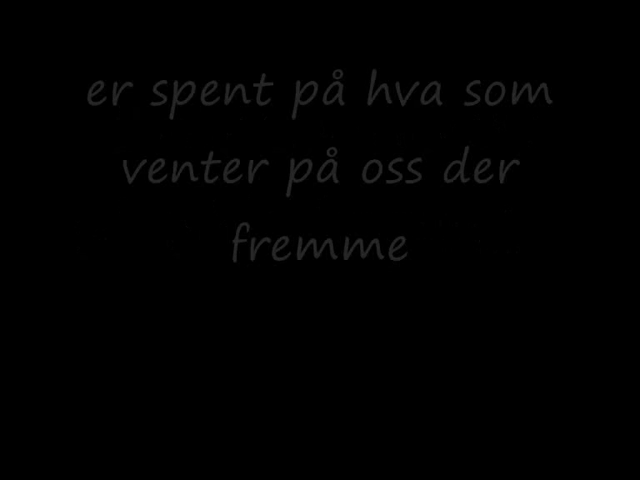 er spent på hva som
venter på oss der
fremme